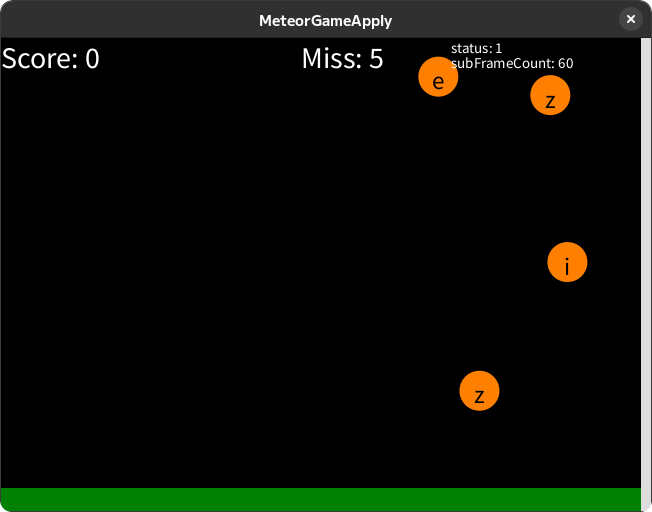 MeteorGameApply
Score: 0
Miss: 5
status: 1
subFrameCount: 60
e
z
i
z